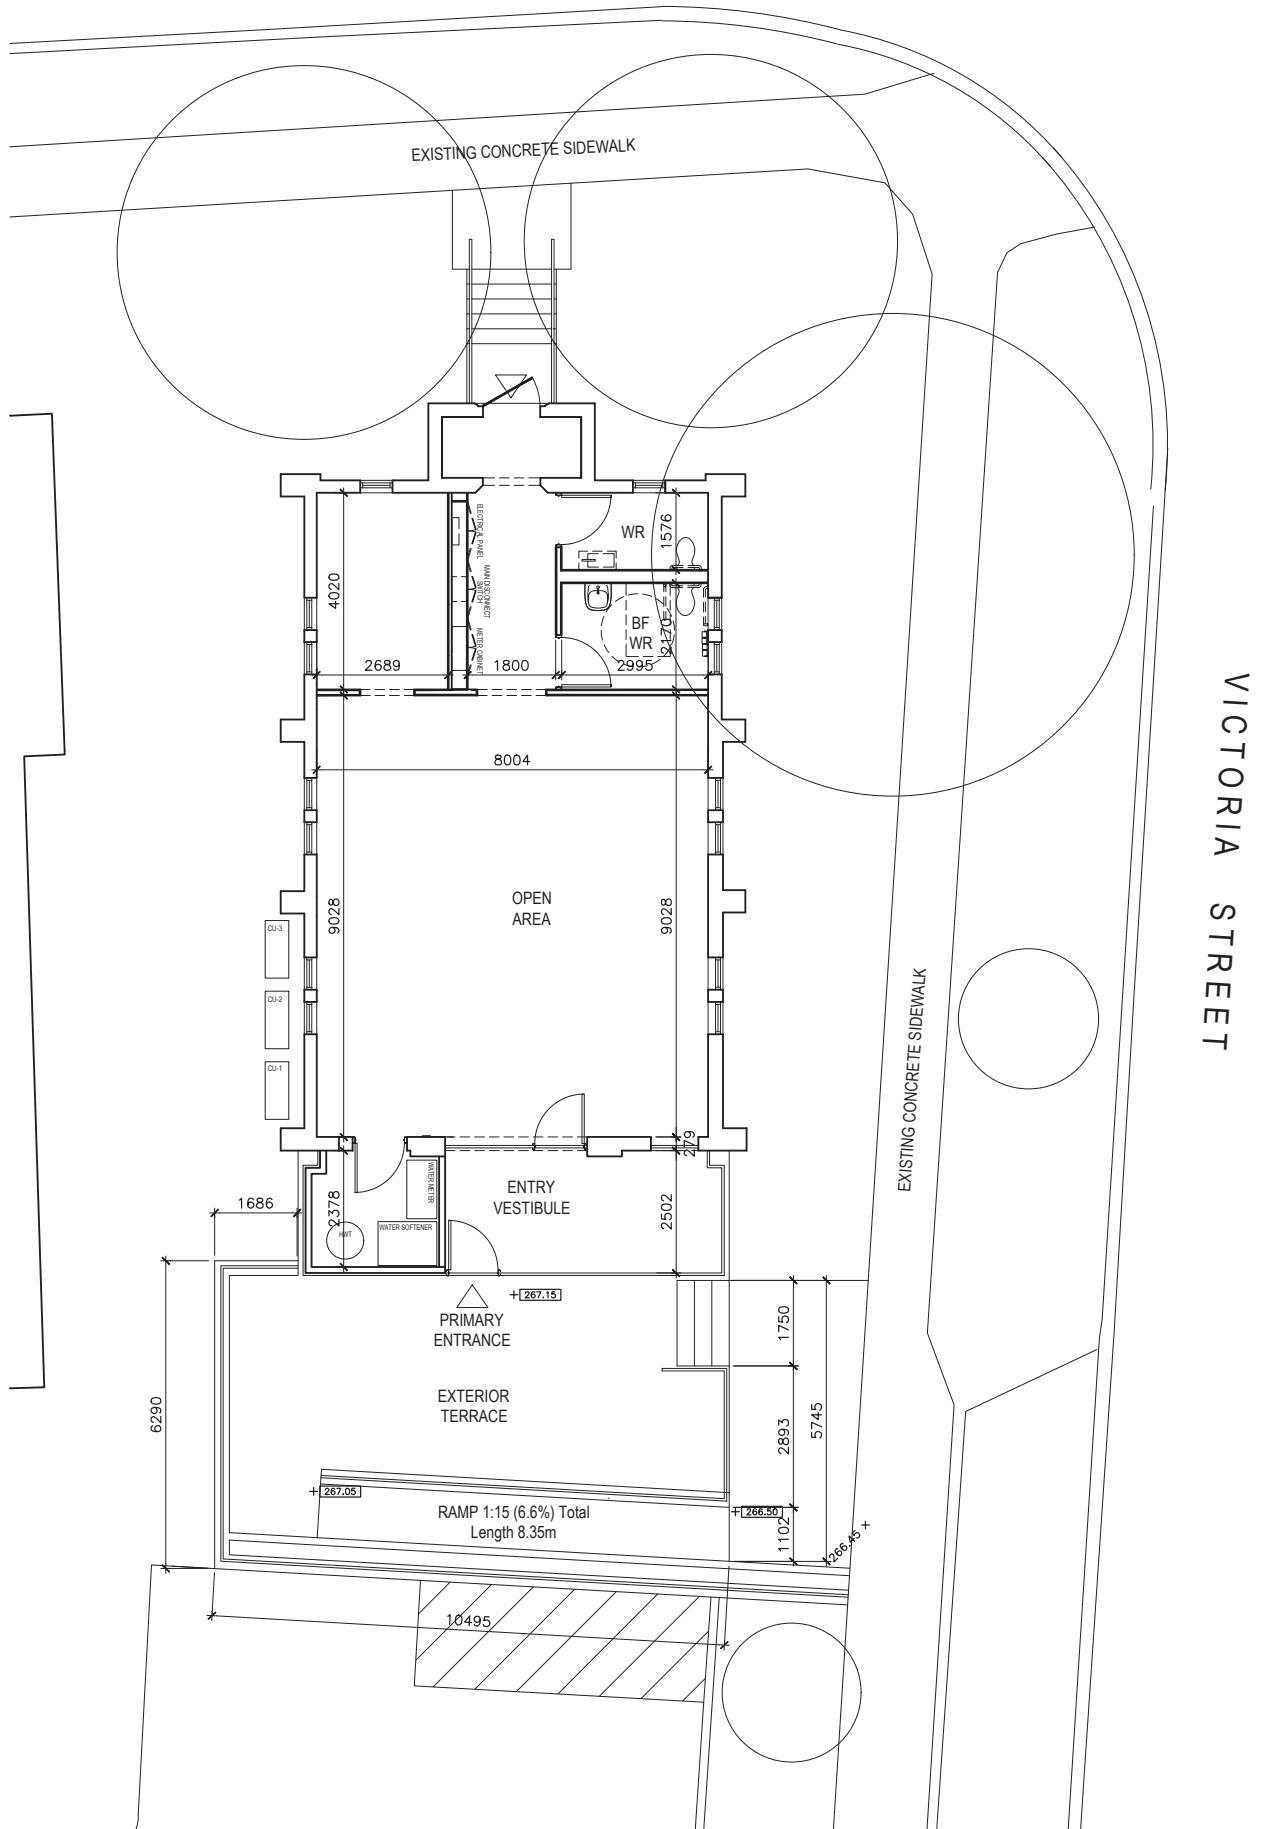 EXISTING CONCRETE SIDEWALK
ELECTRICAL PANEL
MAIN DISCONNECT
SWITCH
METER CABINET
WR
1576
4020
BF
WR
2170
2689
1800
2995
8004
VICTORIA STREET
OPEN
AREA
9028
9028
CU-3
CU-2
CU-1
EXISTING CONCRETE SIDEWALK
279
WATER METER
ENTRY
VESTIBULE
1686
2378
2502
HWT
WATER SOFTENER
267.15
PRIMARY
ENTRANCE
1750
EXTERIOR
TERRACE
6290
2893
5745
267.05
RAMP 1:15 (6.6%) Total
Length 8.35m
266.50
1102
266.45
10495